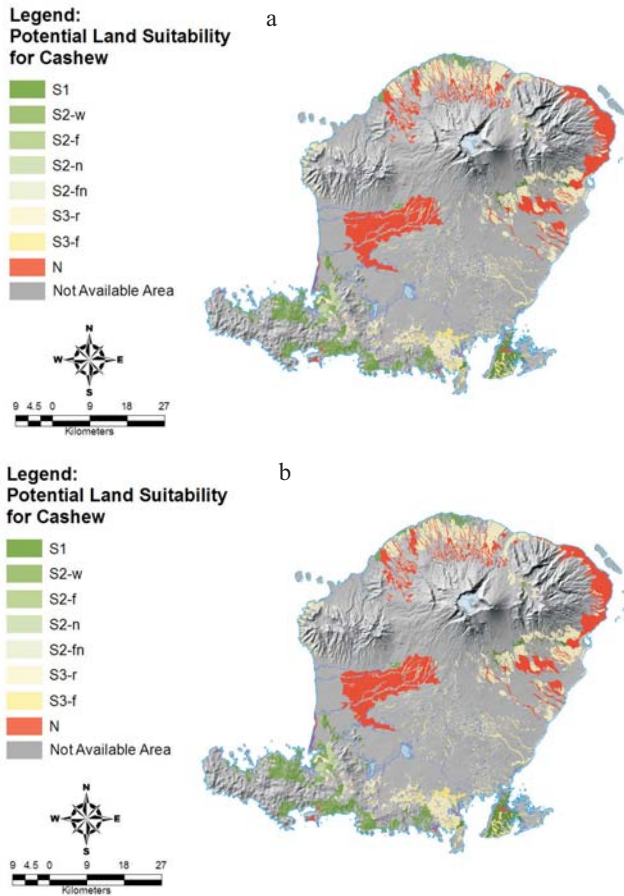 Legend:
a
Potential Land Suitability
for Cashew
S1
S2-w
S2-f
S2-n
S2-fn
S3-r
S3-f
N
Not Available Area
N
W E
S
9 4.5 0 9 18 27
Kilometers
Legend:
b
Potential Land Suitability
for Cashew
S1
S2-w
S2-f
S2-n
S2-fn
S3-r
S3-f
N
Not Available Area
N
W E
S
9 4.5 0 9 18 27
Kilometers